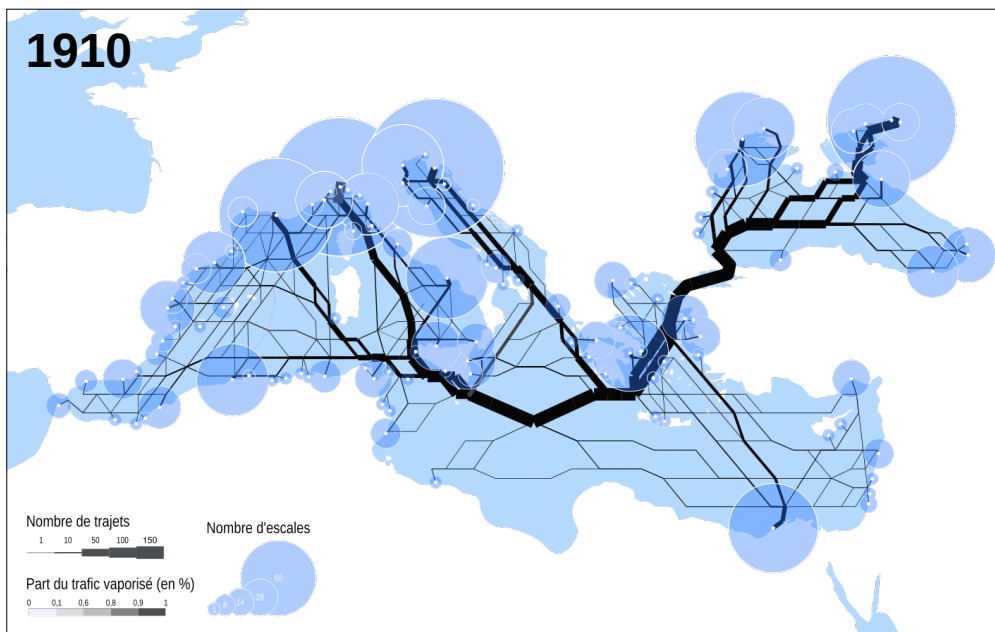 1910
Nombre de trajets
1 10 50 100 150
Part du trafic vaporisé (en %)
0 0,1 0,6 0,8 0,9 1
Nombre d'escales
1 6 14 28 60